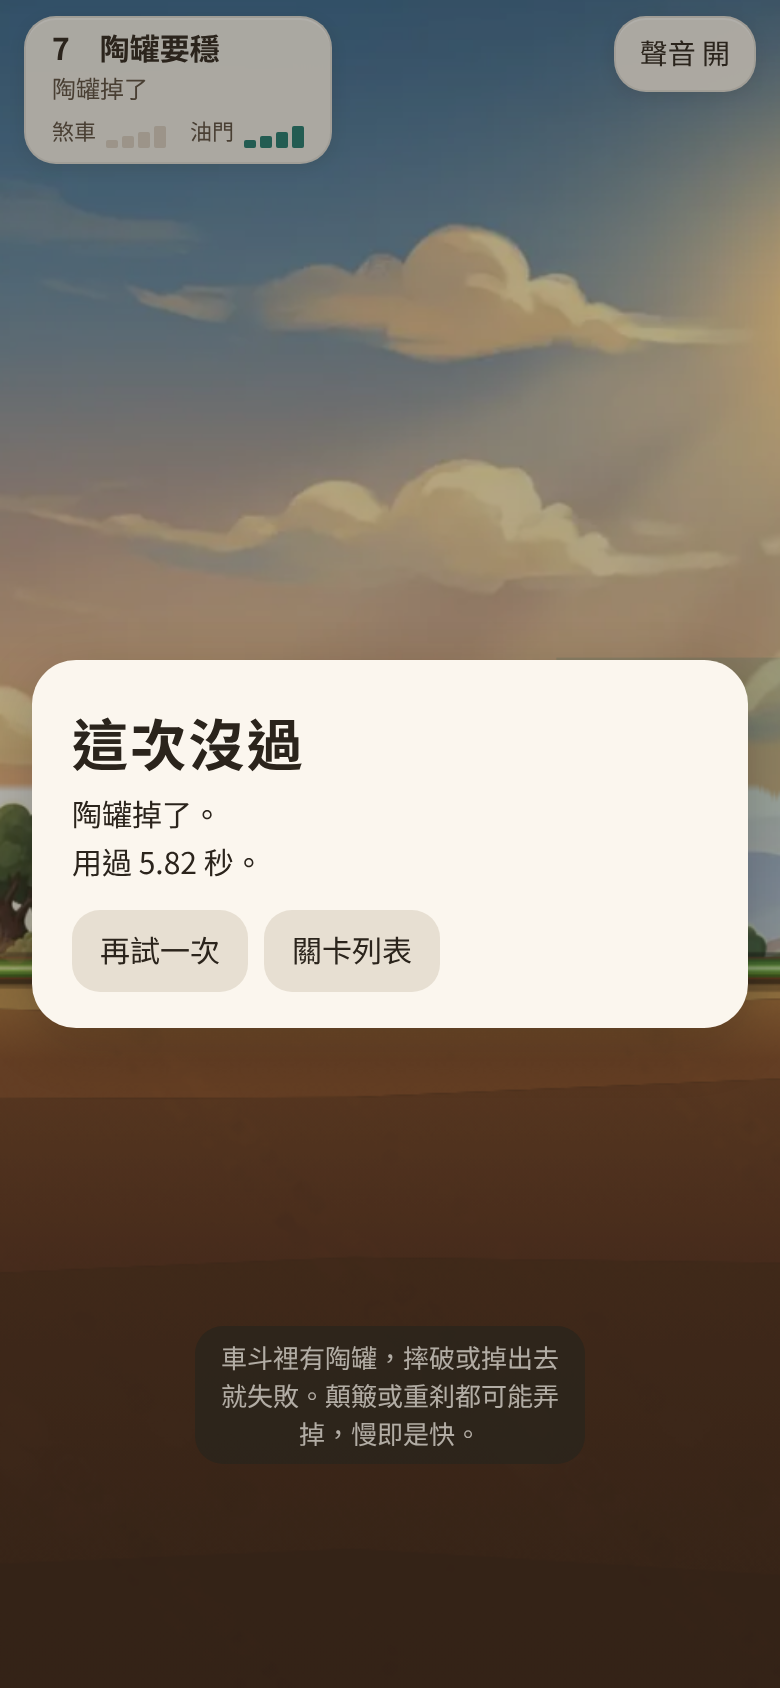 7 陶罐要穩
陶罐掉了
煞車 油門
聲音 開
這次沒過
陶罐掉了。
用過 5.82 秒。
再試一次 關卡列表
車斗裡有陶罐，摔破或掉出去
就失敗。顛簸或重剎都可能弄
掉，慢即是快。